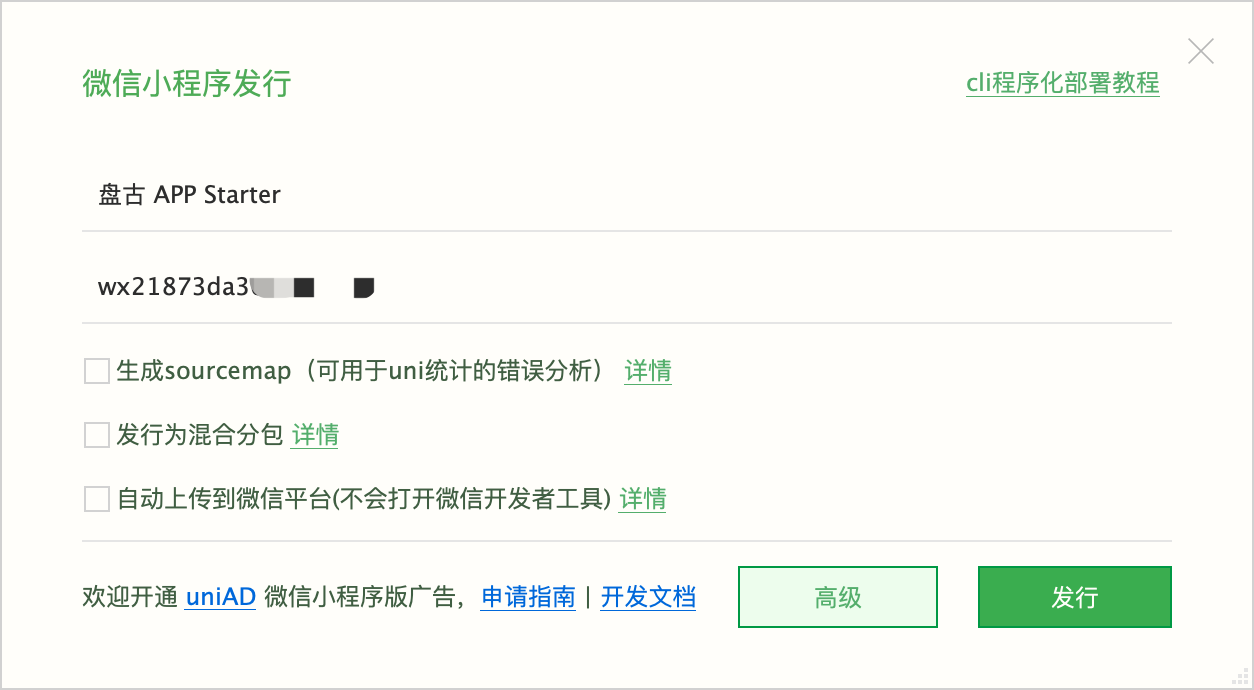 微信小程序发行
cli程序化部署教程
盘古 APP Starter
wx21873da3
生成sourcemap（可用于uni统计的错误分析） 详情
发行为混合分包 详情
自动上传到微信平台(不会打开微信开发者工具) 详情
欢迎开通 uniAD 微信小程序版广告，申请指南 | 开发文档
高级
发行